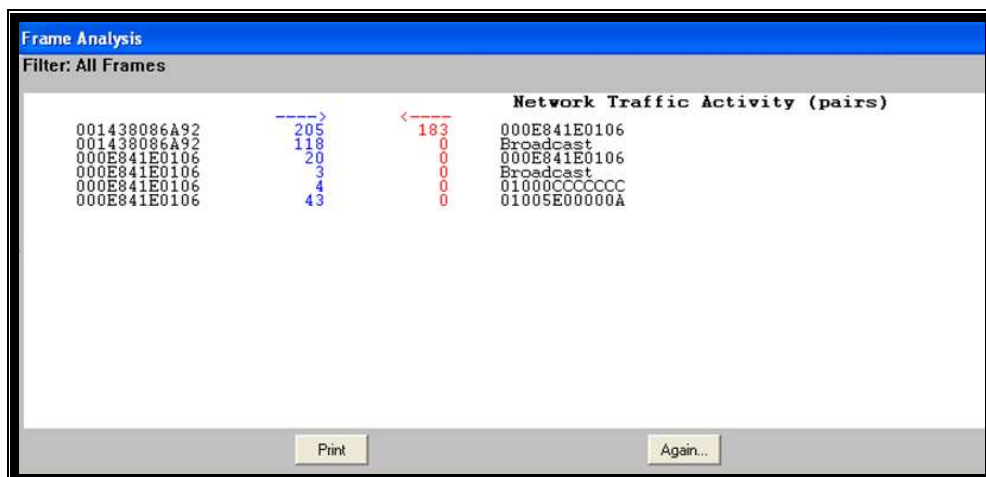 Frame Analysis
Filter: All Frames
Network Traffic Activity (pairs)
----> <----
001438086A92 205 183 000E841E0106
001438086A92 118 0 Broadcast
000E841E0106 20 0 000E841E0106
000E841E0106 3 0 Broadcast
000E841E0106 4 0 01000CCCCCCC
000E841E0106 43 0 01005E00000A
Print Again...